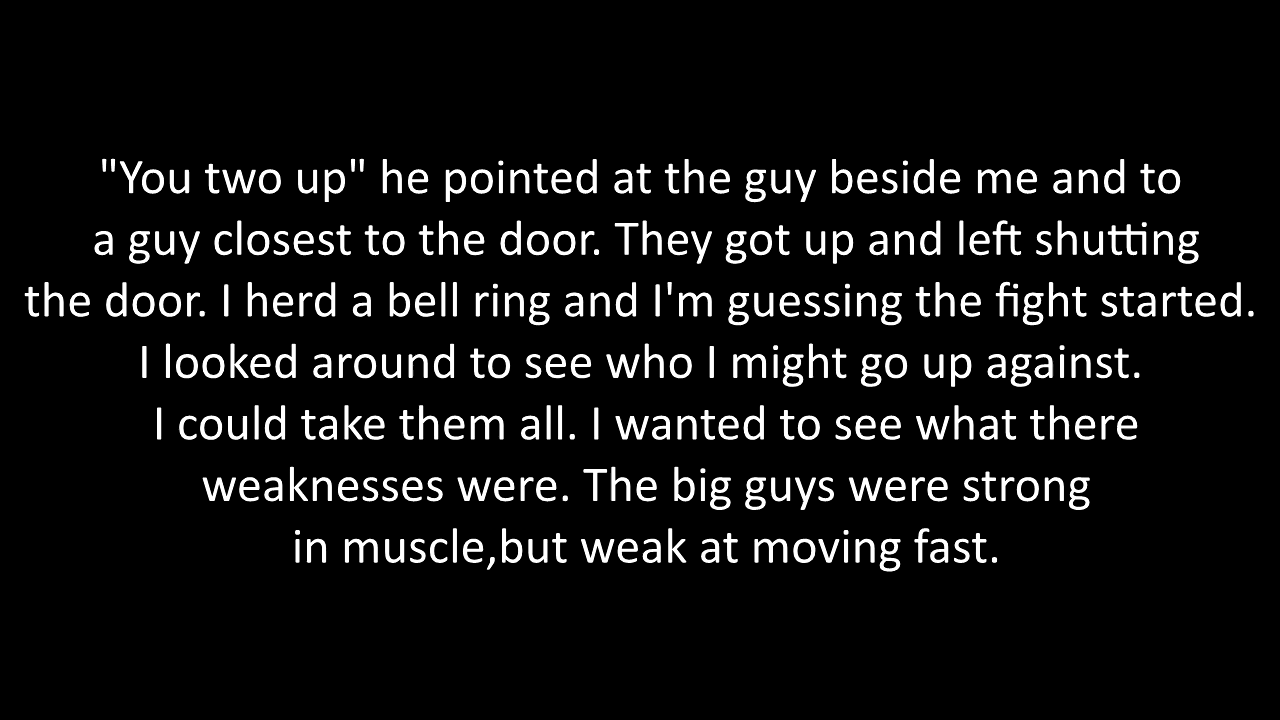 "You two up" he pointed at the guy beside me and to
a guy closest to the door. They got up and left shutting
the door. I herd a bell ring and I'm guessing the fight started.
I looked around to see who I might go up against.
I could take them all. I wanted to see what there
weaknesses were. The big guys were strong
in muscle,but weak at moving fast.